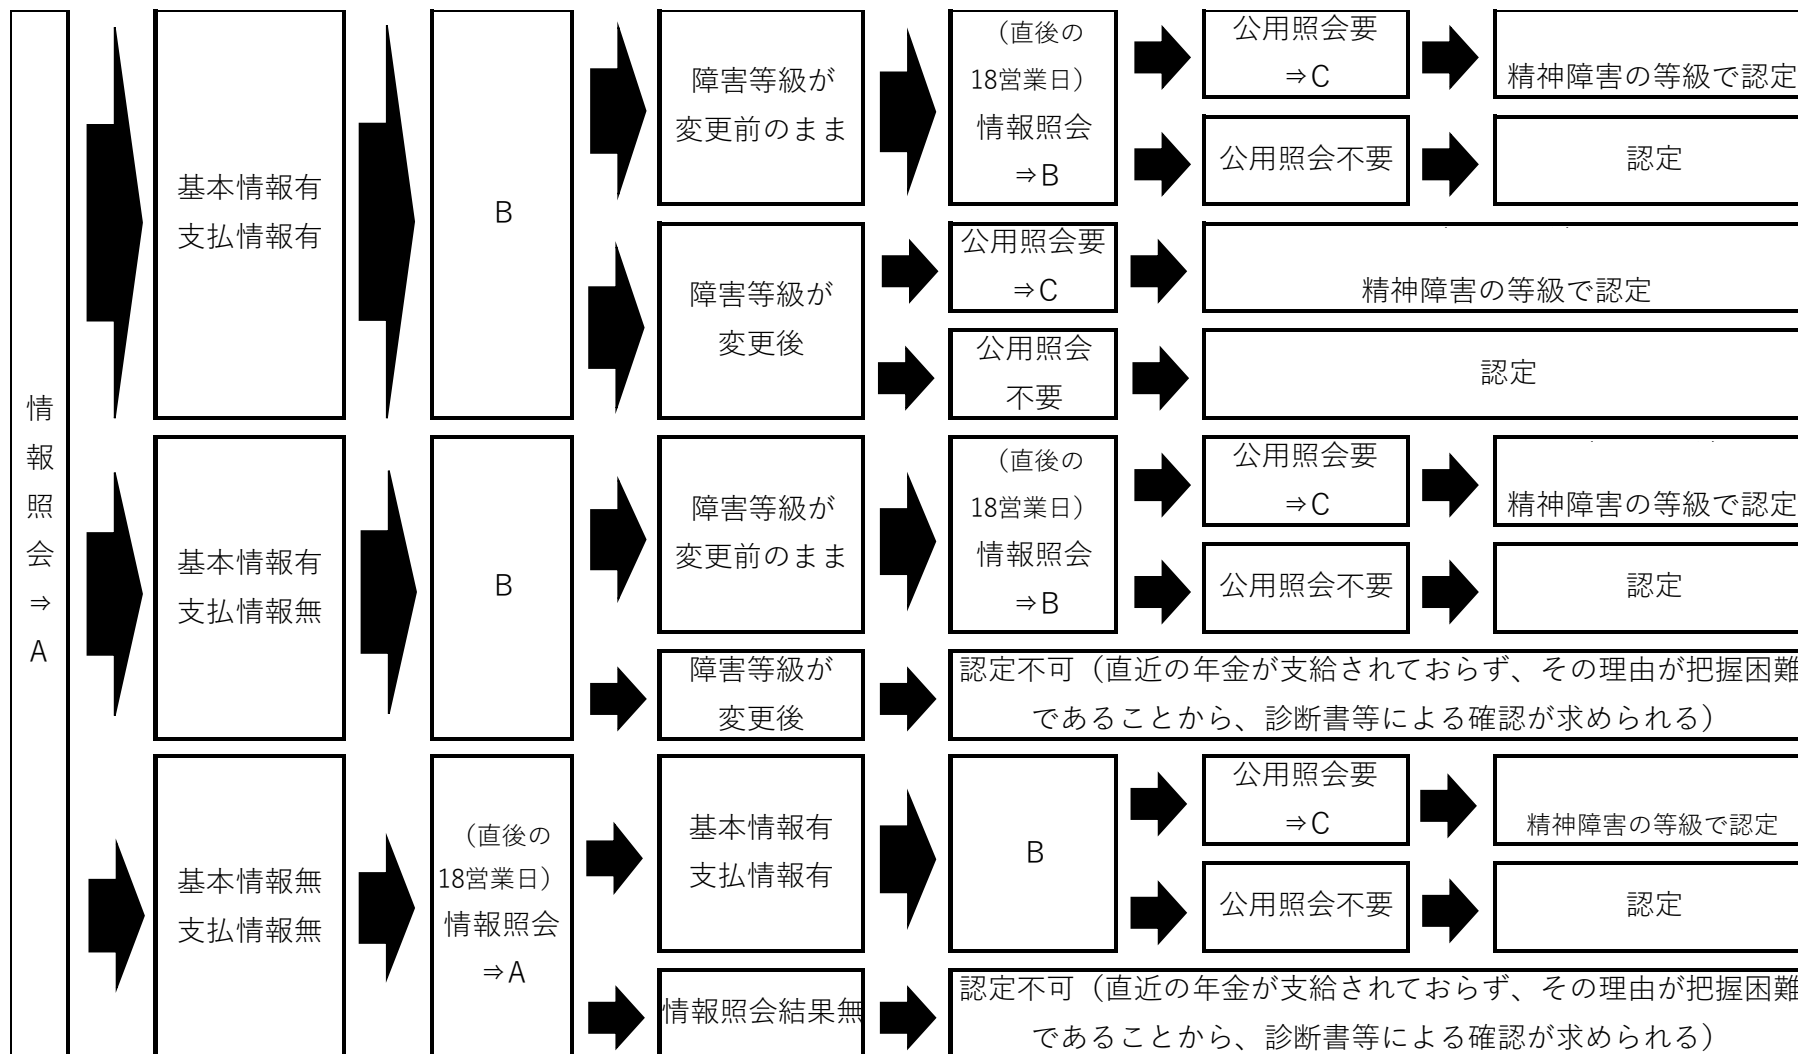 情
報
照
会
⇒
A
基本情報有
支払情報有
B
障害等級が
変更前のまま
（直後の
18営業日）
情報照会
⇒B
公用照会要
⇒C
精神障害の等級で認定
公用照会不要
認定
障害等級が
変更後
公用照会要
⇒C
精神障害の等級で認定
公用照会
不要
認定
基本情報有
支払情報無
B
障害等級が
変更前のまま
（直後の
18営業日）
情報照会
⇒B
公用照会要
⇒C
精神障害の等級で認定
公用照会不要
認定
障害等級が
変更後
認定不可（直近の年金が支給されておらず、その理由が把握困難
であることから、診断書等による確認が求められる）
基本情報無
支払情報無
（直後の
18営業日）
情報照会
⇒A
基本情報有
支払情報有
B
公用照会要
⇒C
精神障害の等級で認定
公用照会不要
認定
情報照会結果無
認定不可（直近の年金が支給されておらず、その理由が把握困難
であることから、診断書等による確認が求められる）